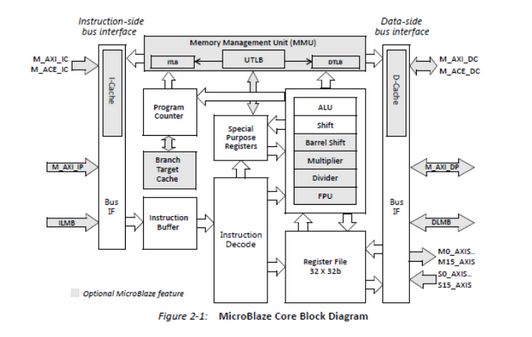 Instruction-side
bus interface
Data-side
bus interface
Memory Management Unit (MMU)
ITLB
UTLB
DTLB
M_AXI_IC
M_ACE_IC
I-Cache
D-Cache
M_AXI_DC
M_ACE_DC
Program
Counter
Special
Purpose
Registers
ALU
Shift
Barrel Shift
Multiplier
Divider
FPU
Branch
Target
Cache
M_AXI_IP
M_AXI_DP
Bus
IF
Bus
IF
ILMB
DLMB
Instruction
Buffer
Instruction
Decode
Register File
32 X 32b
M0_AXIS..
M15_AXIS
S0_AXIS..
S15_AXIS
Optional MicroBlaze feature
Figure 2-1: MicroBlaze Core Block Diagram